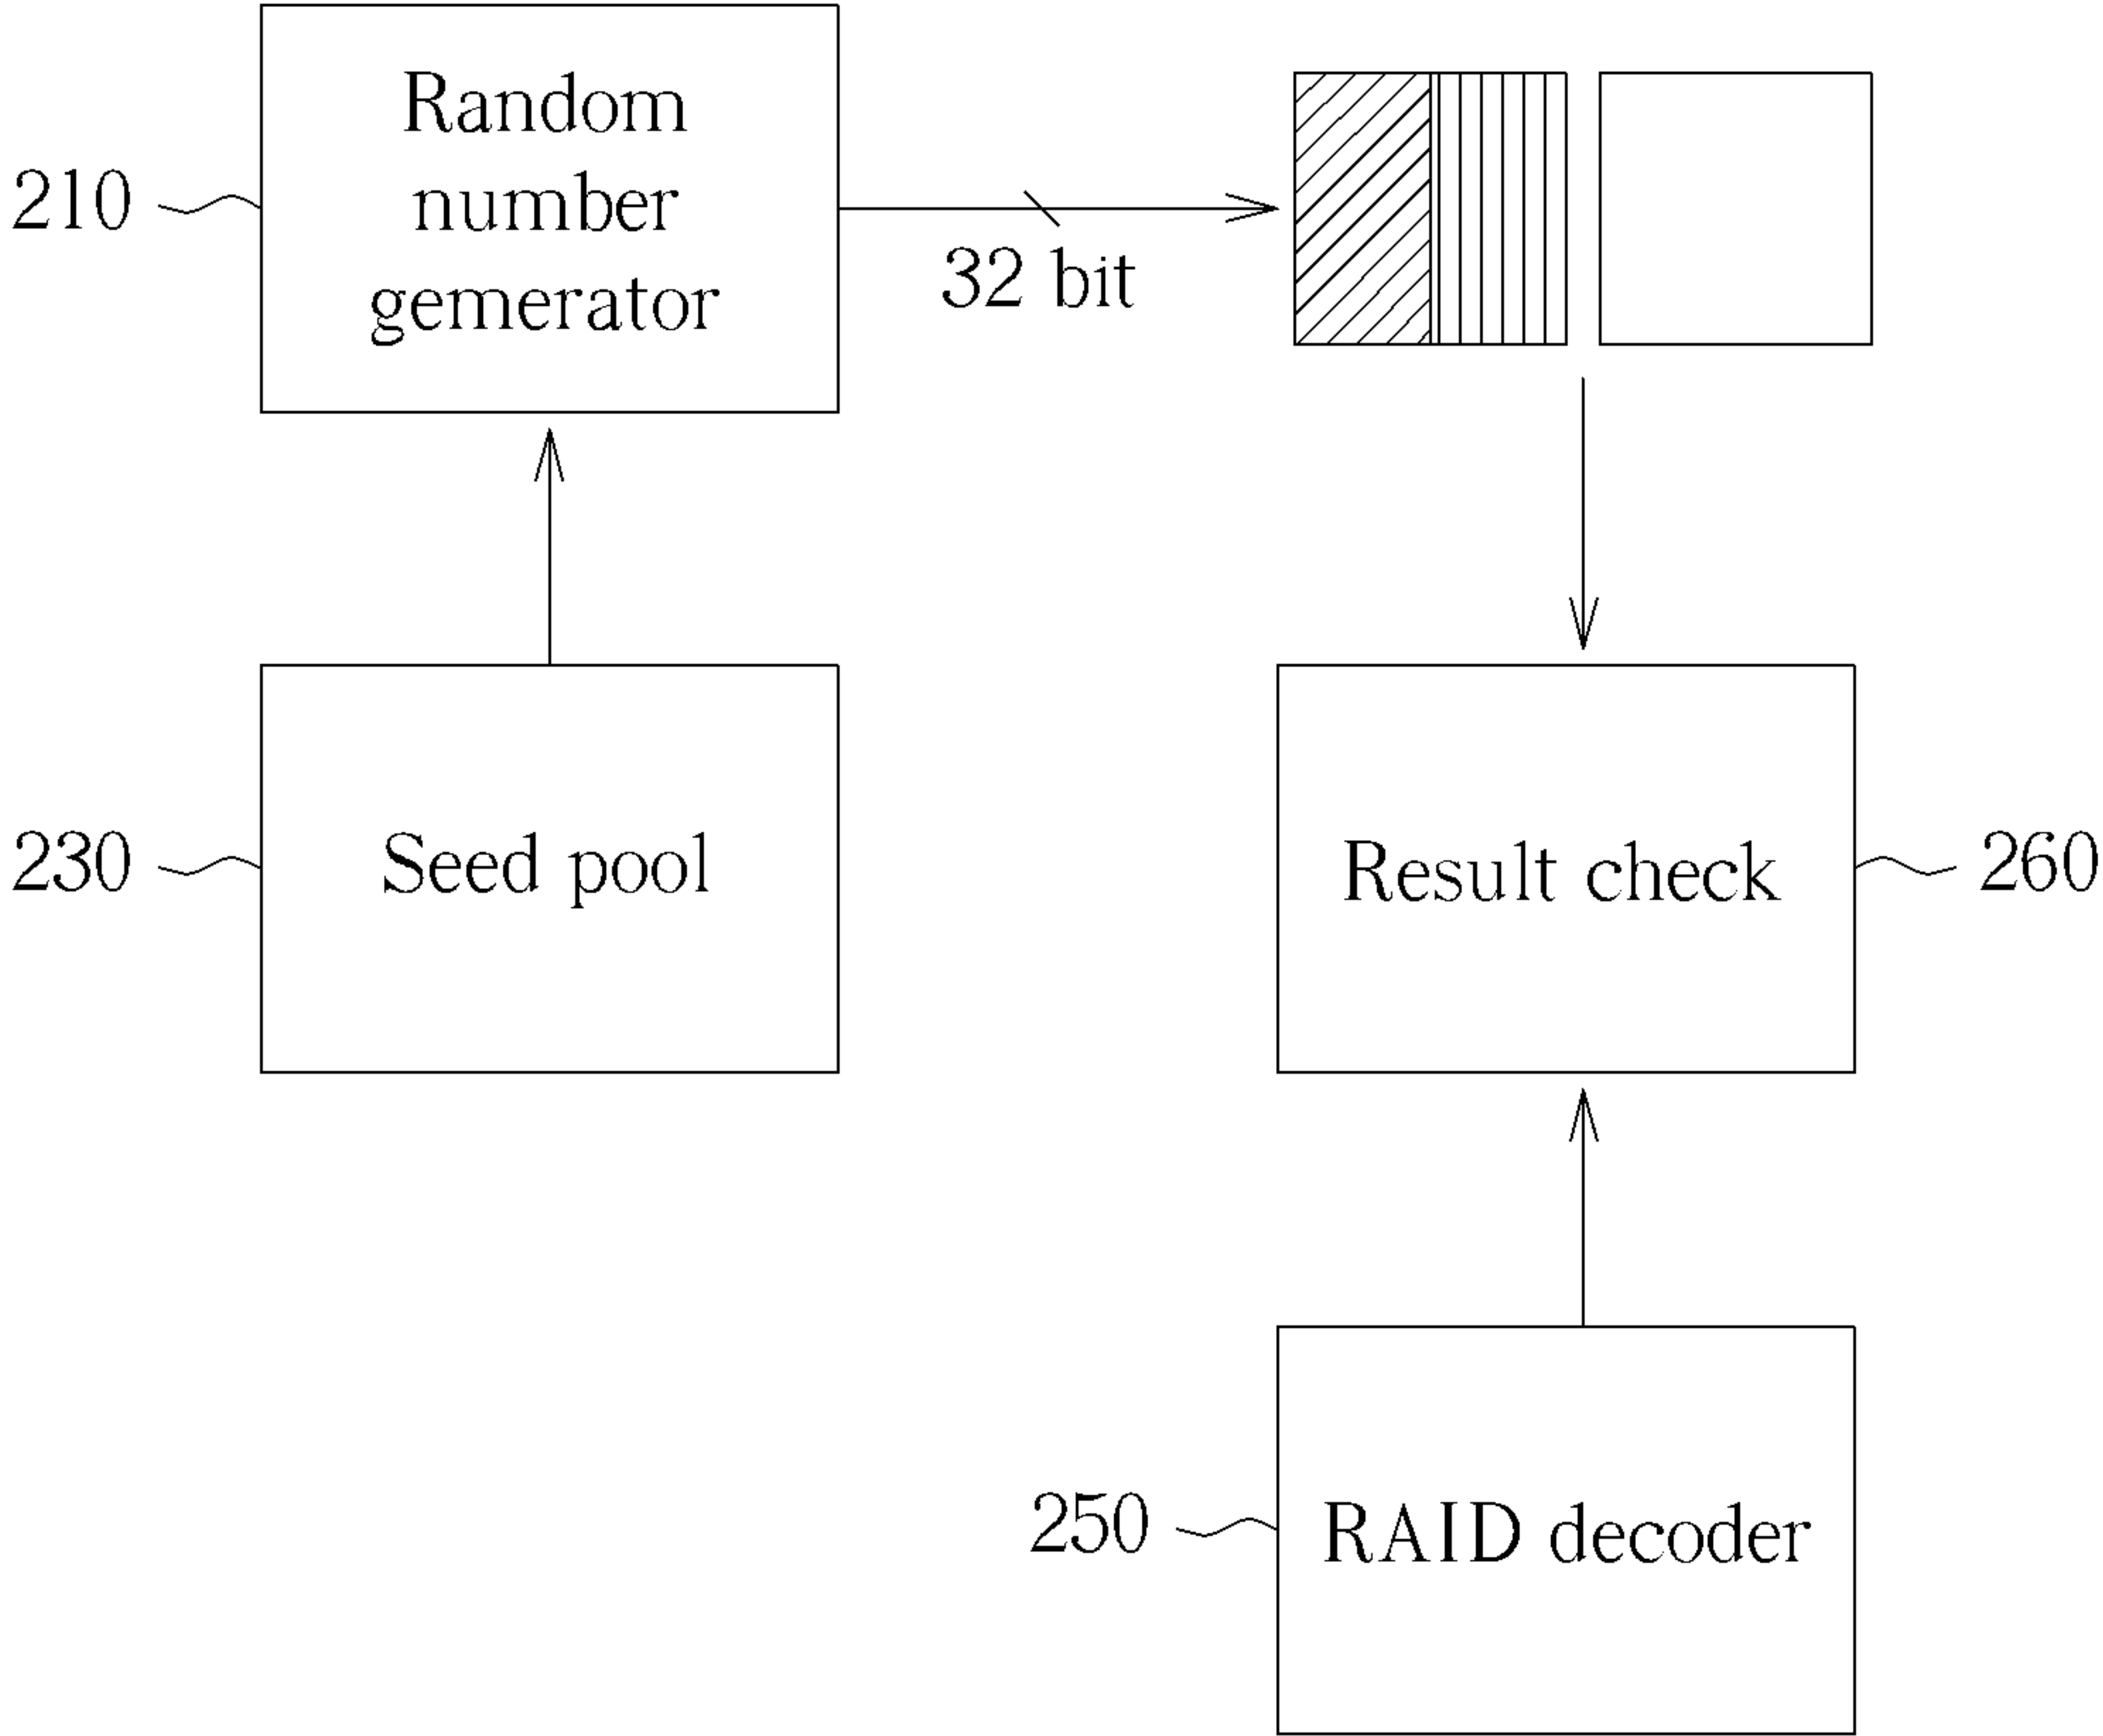 Random
number
gemerator
210
32 bit
230
Seed pool
Result check
260
250
RAID decoder